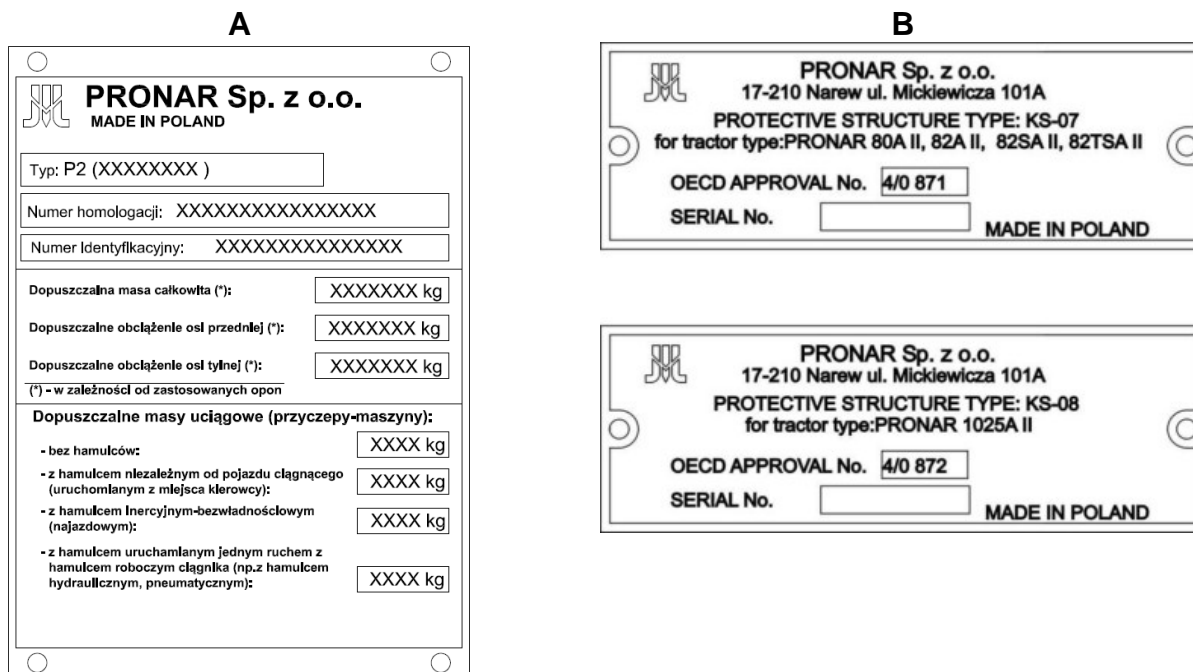 A
PRONAR Sp. z o.o.
MADE IN POLAND
Typ: P2 (XXXXXXXX )
Numer homologacji: XXXXXXXXXXXXXXXX
Numer Identyfikacyjny: XXXXXXXXXXXXXXX
Dopuszczalna masa całkowita (*): XXXXXXX kg
Dopuszczalne obciążenie osi przedniej (*): XXXXXXX kg
Dopuszczalne obciążenie osi tylnej (*): XXXXXXX kg
(*) - w zależności od zastosowanych opon
Dopuszczalne masy uciągowe (przyczepy-maszyny):
- bez hamulców: XXXX kg
- z hamulcem niezależnym od pojazdu ciągnącego
(uruchomianym z miejsca kierowcy): XXXX kg
- z hamulcem Inercyjnym-bezwładnościowym
(najazdowym): XXXX kg
- z hamulcem uruchamlanym jednym ruchem z
hamulcem roboczym ciągnika (np.z hamulcem
hydraulicznym, pneumatycznym): XXXX kg
B
PRONAR Sp. z o.o.
17-210 Narew ul. Mickiewicza 101A
PROTECTIVE STRUCTURE TYPE: KS-07
for tractor type:PRONAR 80A II, 82A II, 82SA II, 82TSA II
OECD APPROVAL No. 4/0 871
SERIAL No.
MADE IN POLAND
PRONAR Sp. z o.o.
17-210 Narew ul. Mickiewicza 101A
PROTECTIVE STRUCTURE TYPE: KS-08
for tractor type:PRONAR 1025A II
OECD APPROVAL No. 4/0 872
SERIAL No.
MADE IN POLAND